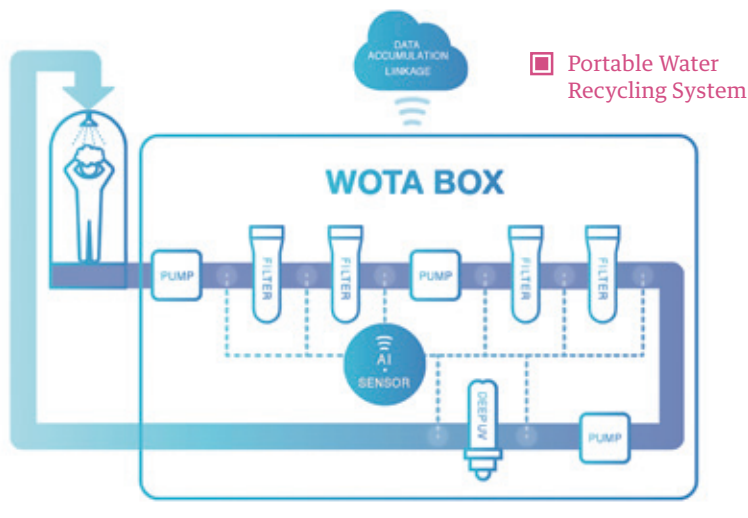 DATA
ACCUMULATION
LINKAGE
Portable Water
Recycling System
WOTA BOX
PUMP
FILTER
FILTER
PUMP
FILTER
FILTER
AI
SENSOR
DEEP UV
PUMP